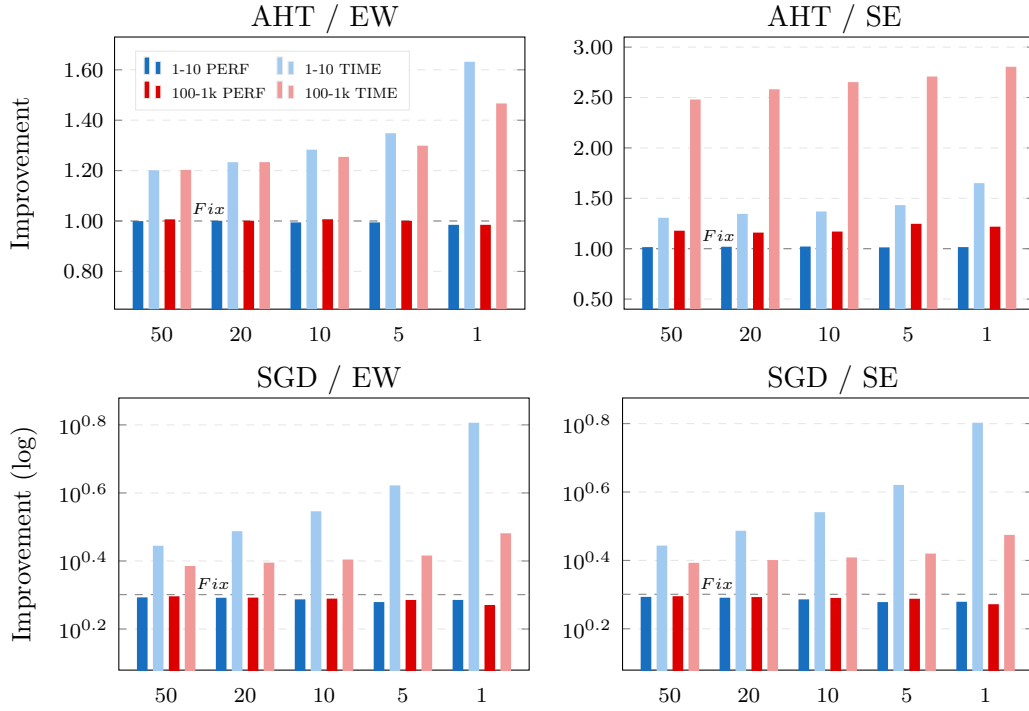 AHT / EW
Improvement
1.60
1.40
1.20
1.00
0.80
1-10 PERF
1-10 TIME
100-1k PERF
100-1k TIME
Fix
50 20 10 5 1
AHT / SE
3.00
2.50
2.00
1.50
1.00
0.50
Fix
50 20 10 5 1
SGD / EW
Improvement (log)
10^0.8
10^0.6
10^0.4
10^0.2
Fix
50 20 10 5 1
SGD / SE
10^0.8
10^0.6
10^0.4
10^0.2
Fix
50 20 10 5 1